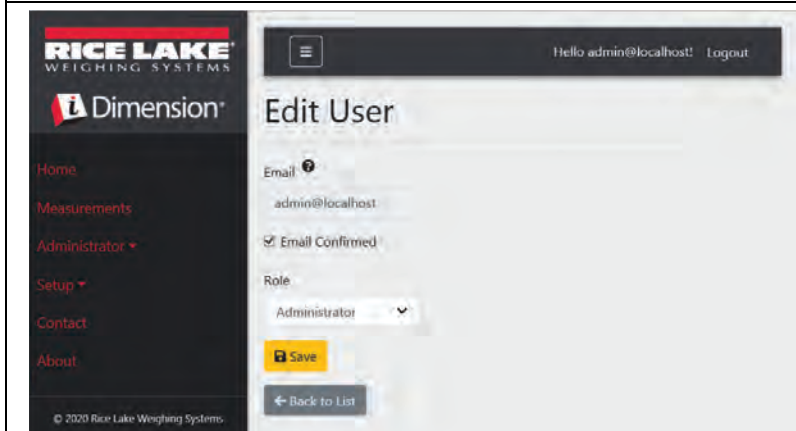 RICE LAKE
WEIGHING SYSTEMS
iDimension®
Home
Measurements
Administrator
Setup
Contact
About
© 2020 Rice Lake Weighing Systems
Hello admin@localhost! Logout
Edit User
Email
admin@localhost
Email Confirmed
Role
Administrator
Save
Back to List